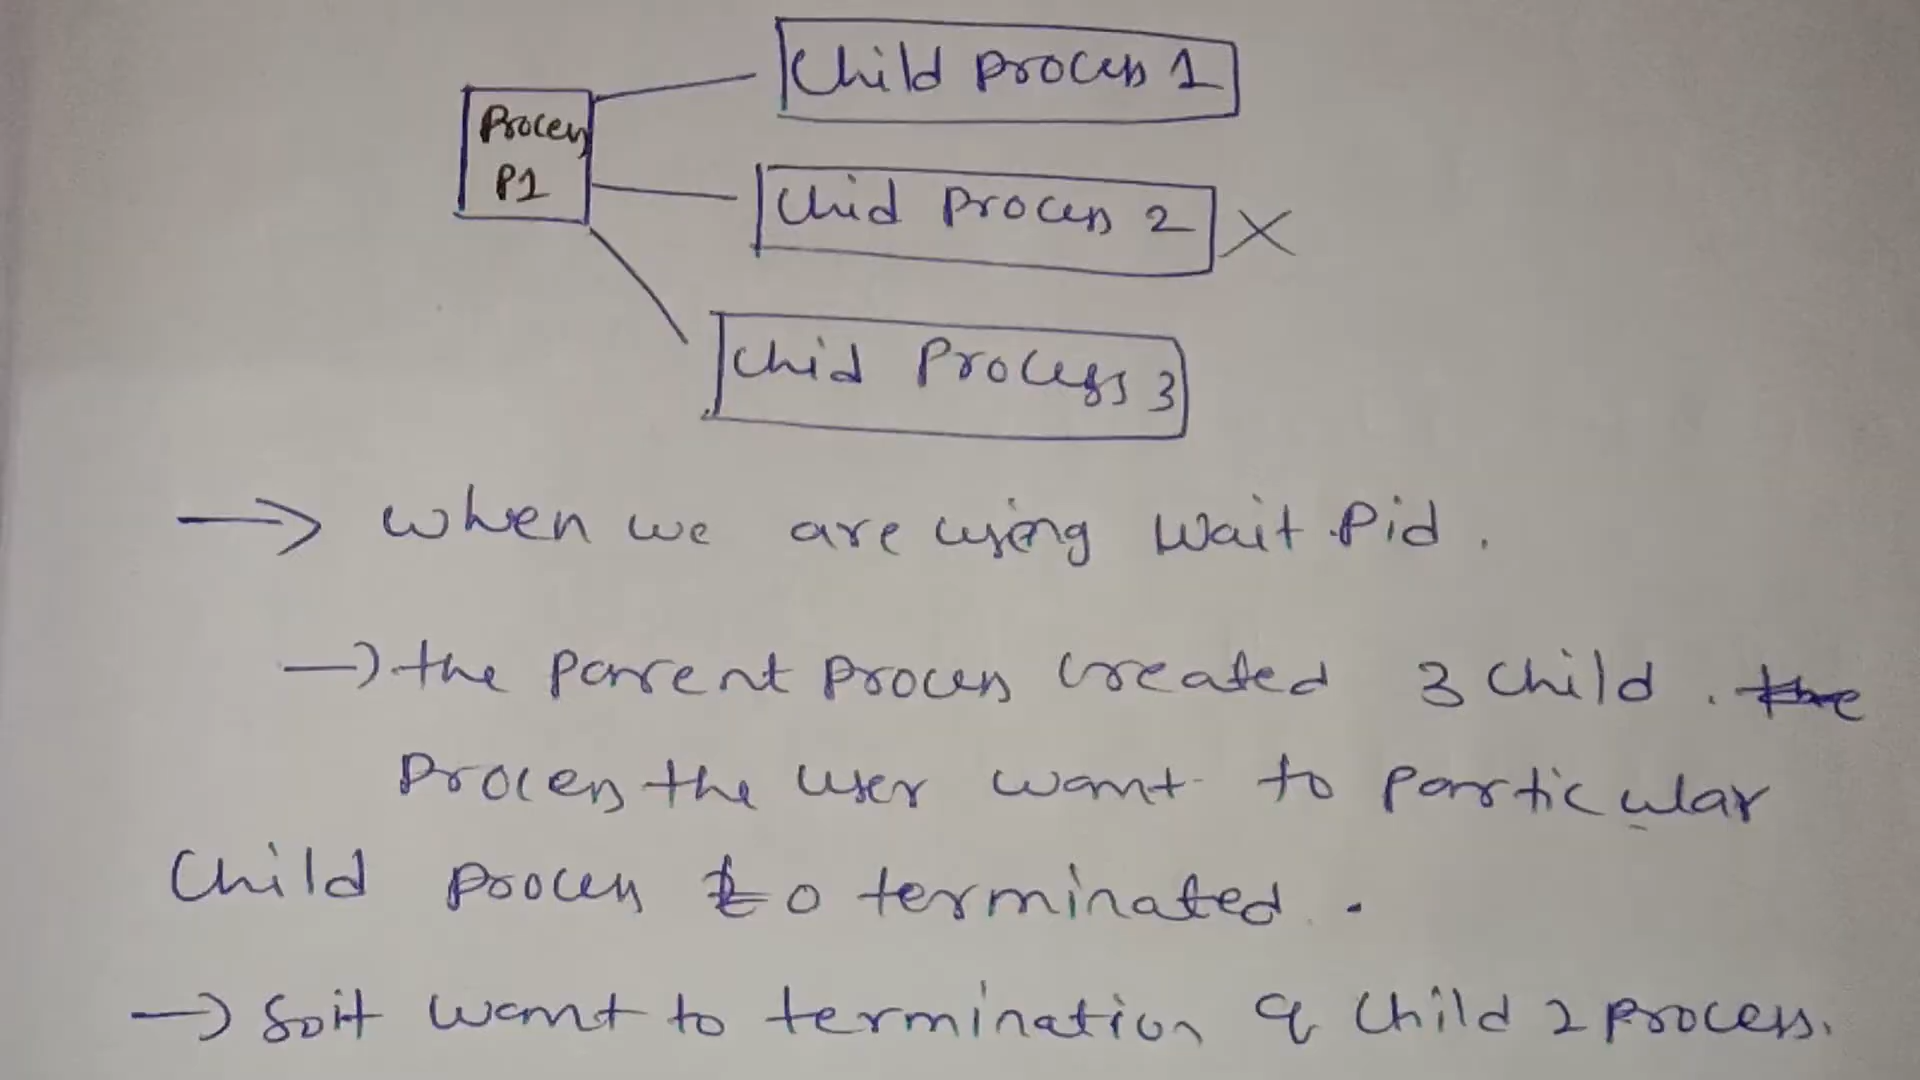 Child process 1
Process
P1
Chid process 2 X
Chid Process 3
→ when we are using wait pid.
→ the parent process created 3 child. the
Process the user want to particular
Child process to terminated.
→ So it want to termination of Child 2 process.